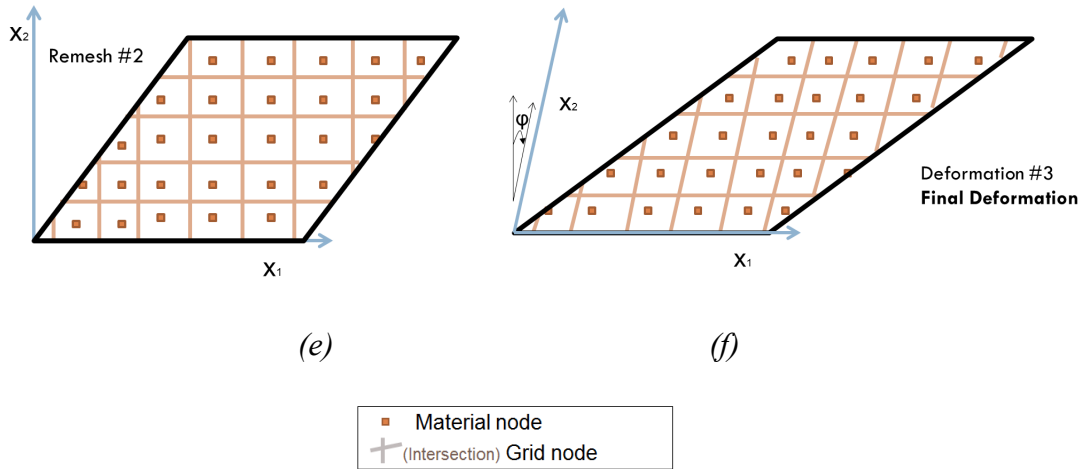 X₂
Remesh #2
X₁
(e)
φ
X₂
Deformation #3
Final Deformation
X₁
(f)
Material node
(Intersection) Grid node